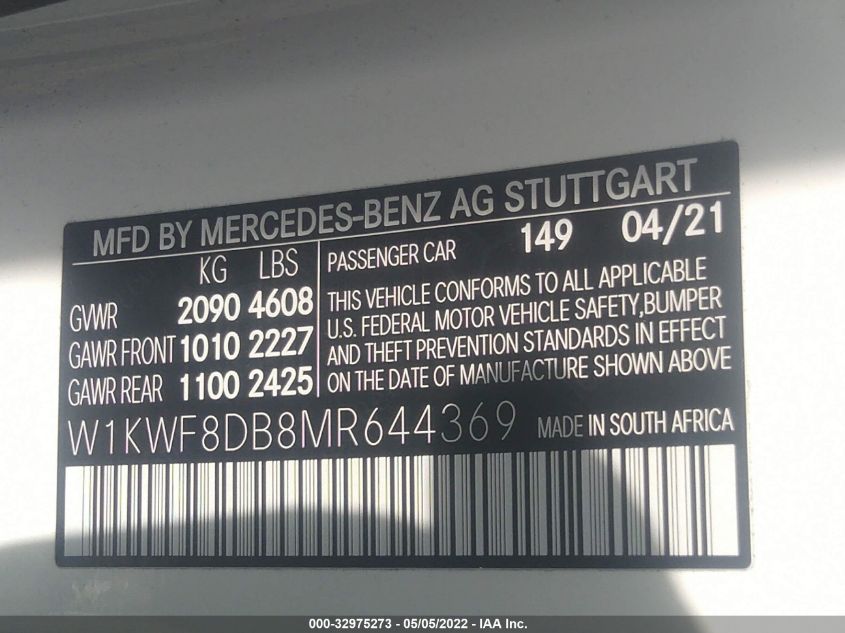 MFD BY MERCEDES-BENZ AG STUTTGART
KG LBS
GVWR 2090 4608
GAWR FRONT 1010 2227
GAWR REAR 1100 2425
PASSENGER CAR 149 04/21
THIS VEHICLE CONFORMS TO ALL APPLICABLE
U.S. FEDERAL MOTOR VEHICLE SAFETY,BUMPER
AND THEFT PREVENTION STANDARDS IN EFFECT
ON THE DATE OF MANUFACTURE SHOWN ABOVE
W1KWF8DB8MR644369 MADE IN SOUTH AFRICA
000-32975273 - 05/05/2022 - IAA Inc.